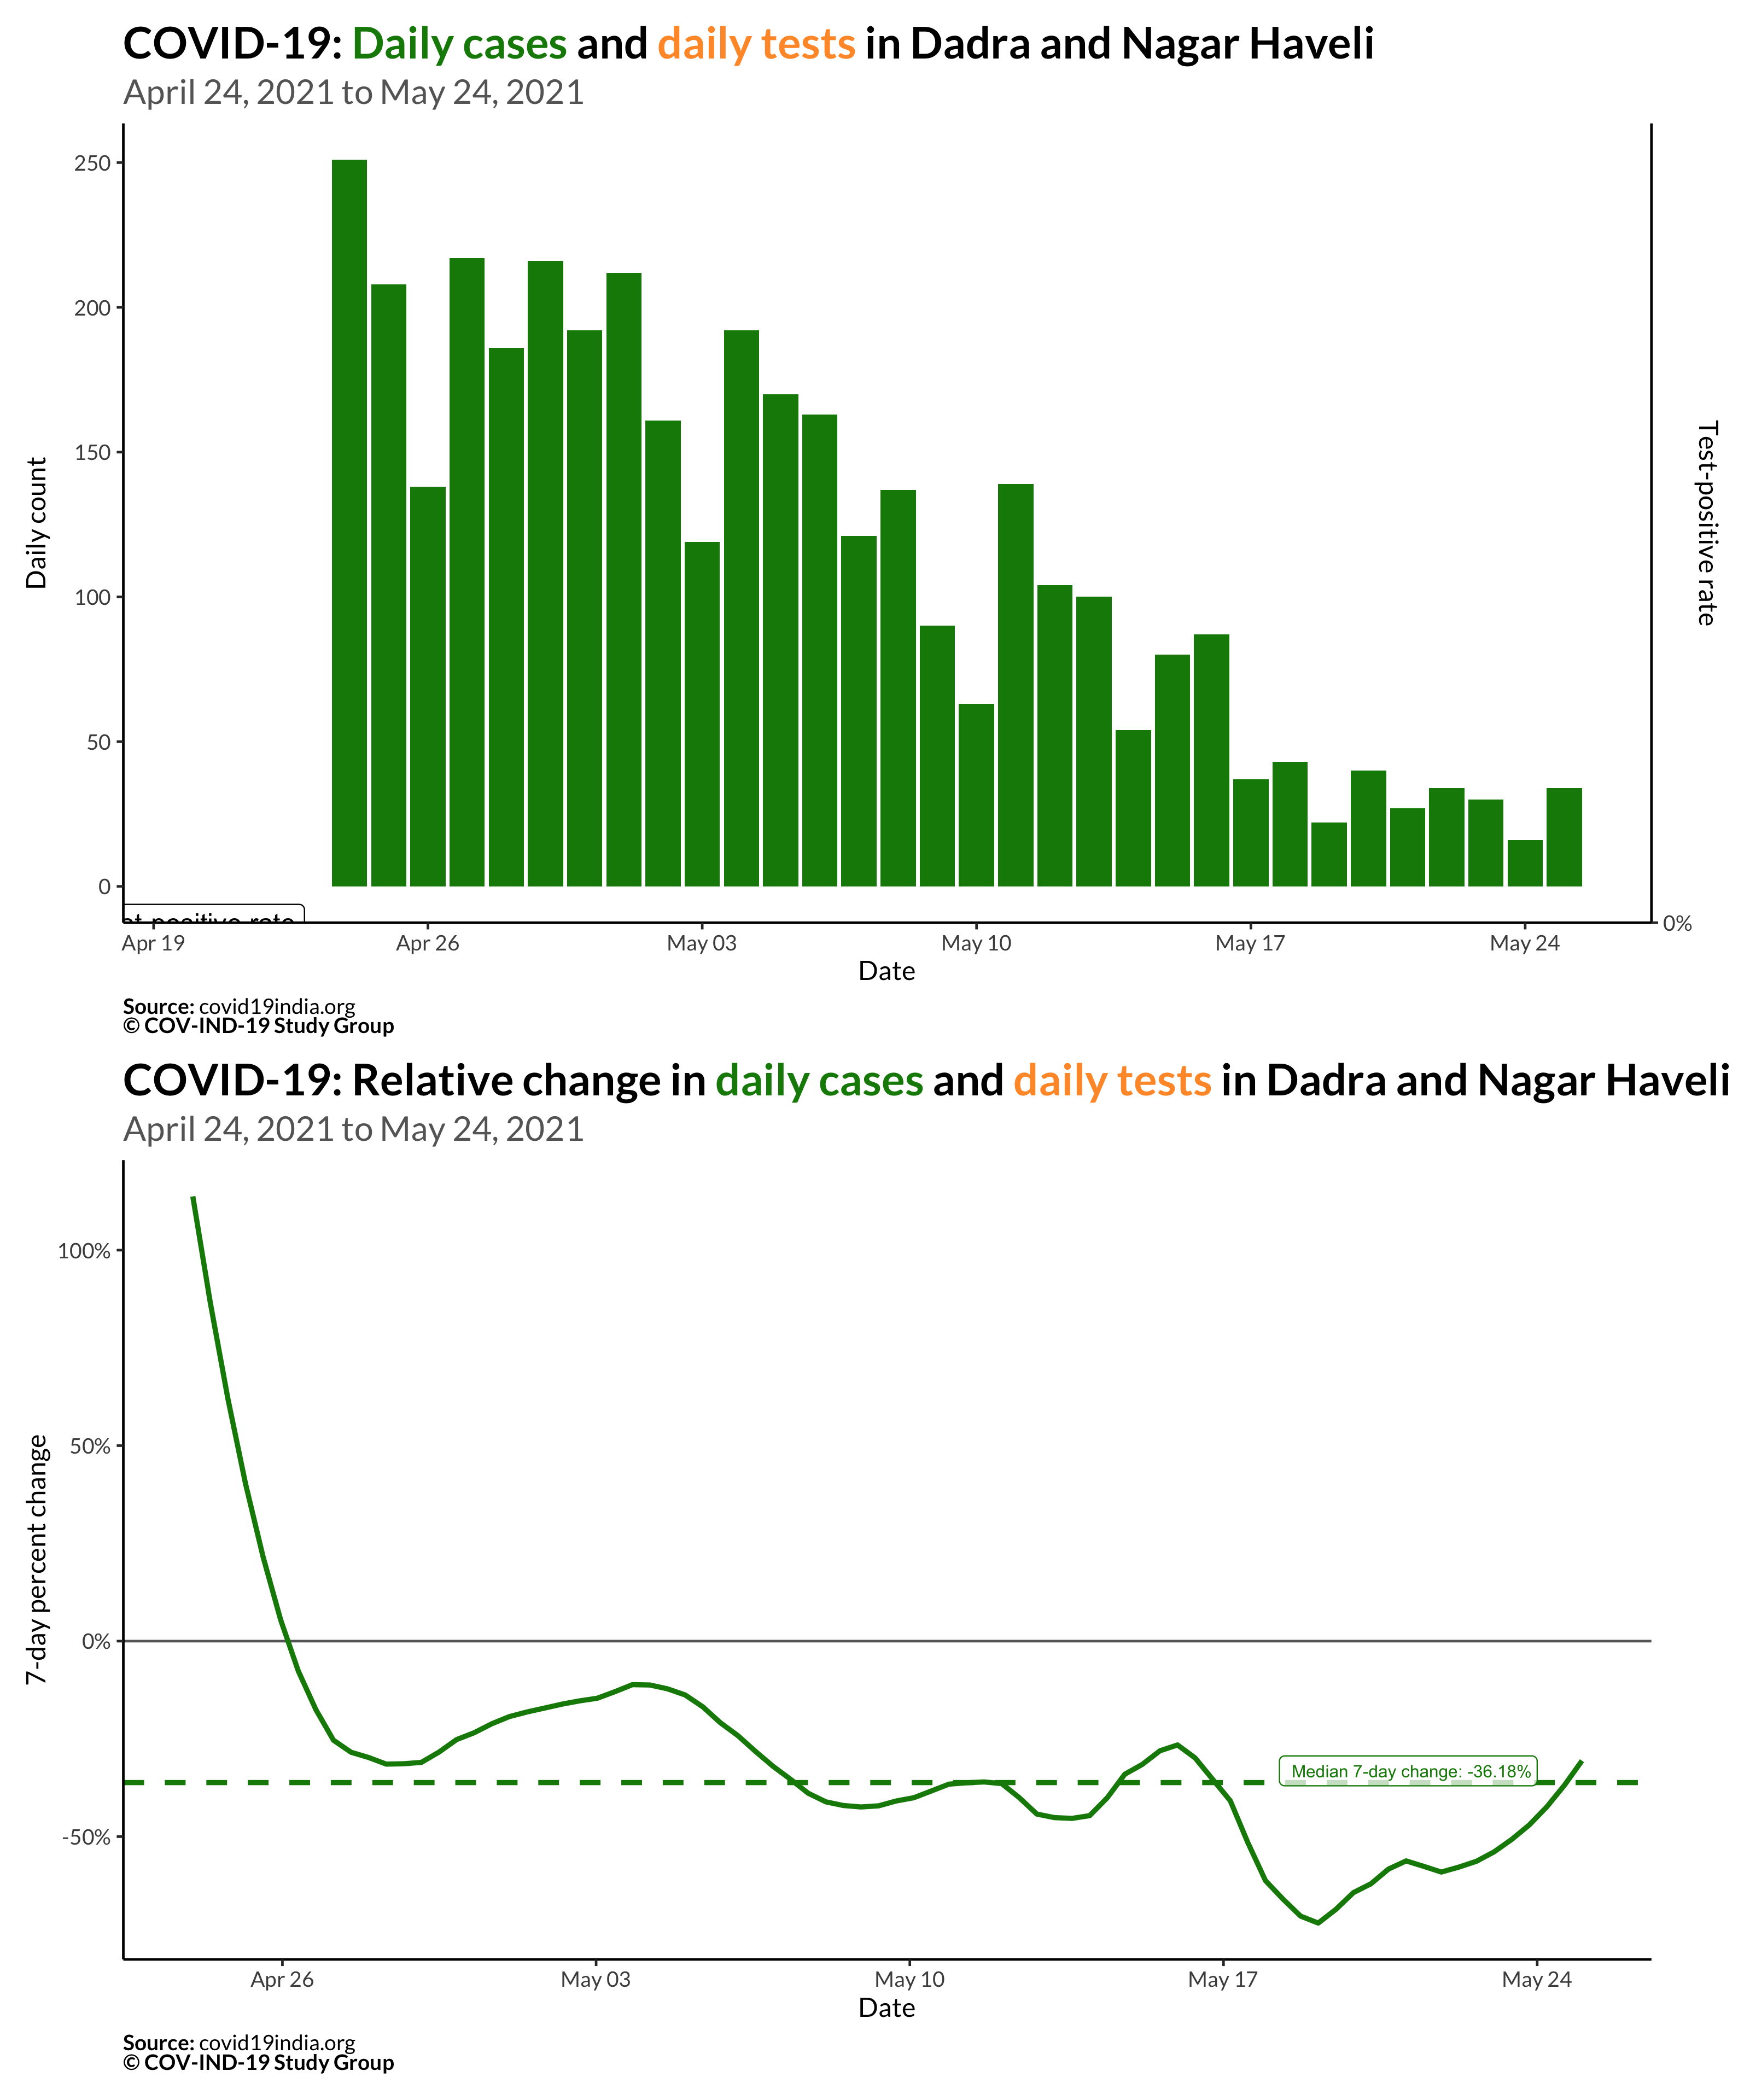 COVID-19: Daily cases and daily tests in Dadra and Nagar Haveli
April 24, 2021 to May 24, 2021
250
200
150
100
50
0
Daily count
Test-positive rate
positive rate
0%
Apr 19
Apr 26
May 03
May 10
May 17
May 24
Date
Source: covid19india.org
© COV-IND-19 Study Group
COVID-19: Relative change in daily cases and daily tests in Dadra and Nagar Haveli
April 24, 2021 to May 24, 2021
100%
50%
0%
-50%
7-day percent change
Median 7-day change: -36.18%
Apr 26
May 03
May 10
May 17
May 24
Date
Source: covid19india.org
© COV-IND-19 Study Group